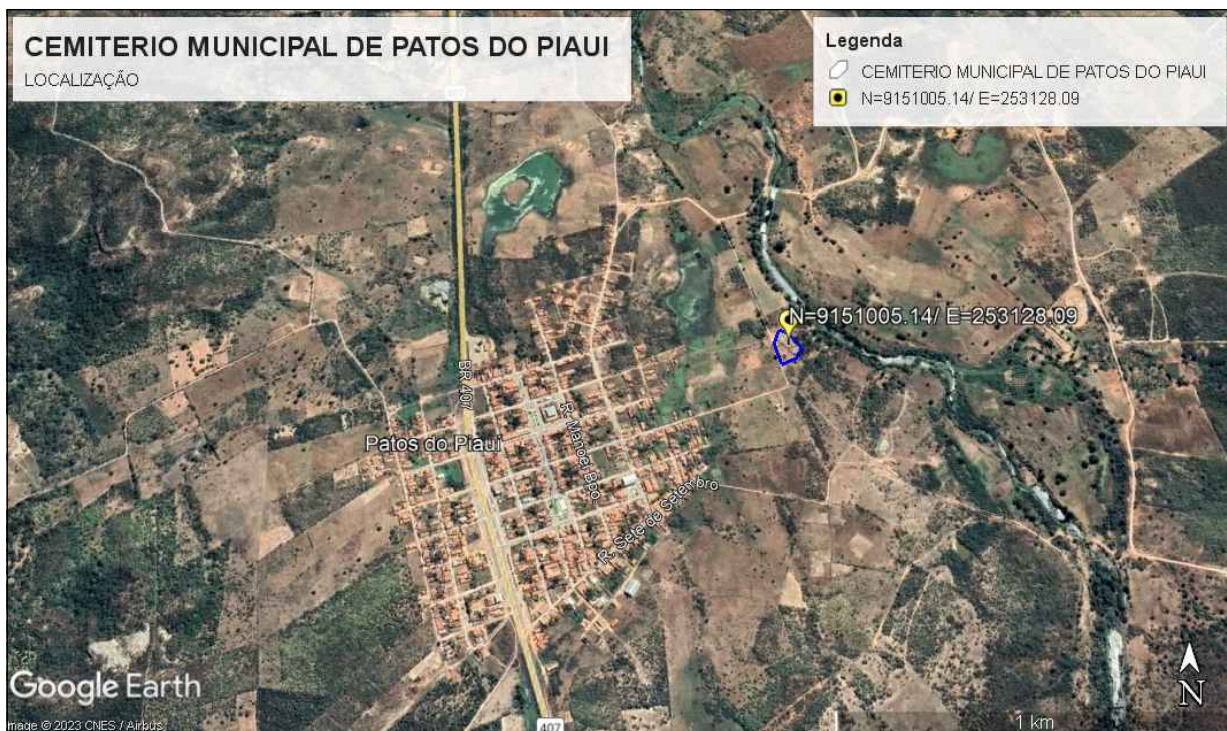 CEMITERIO MUNICIPAL DE PATOS DO PIAUI
LOCALIZAÇÃO
Legenda
CEMITERIO MUNICIPAL DE PATOS DO PIAUI
N=9151005.14/ E=253128.09
N=9151005.14/ E=253128.09
BR 407
Patos do Piauí
R. Sete de Setembro
Google Earth
Image © 2023 CNES / Airbus
407
1 km
N